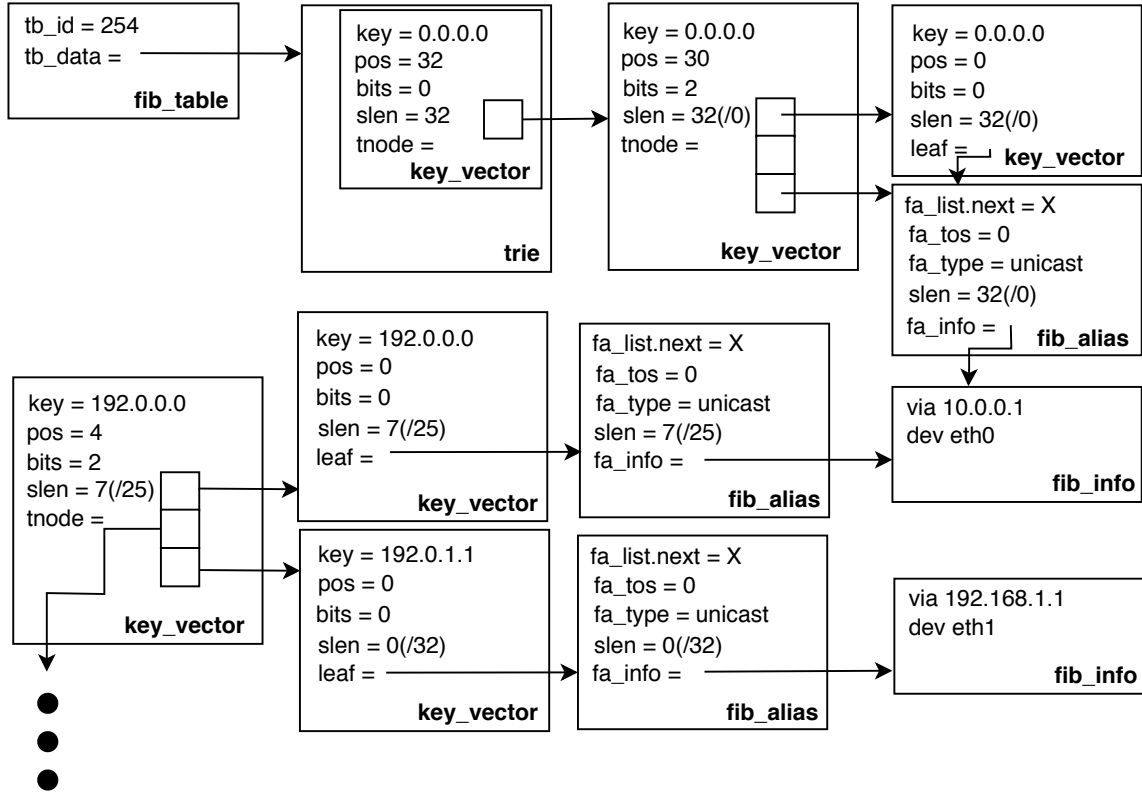 tb_id = 254
tb_data =
fib_table
key = 0.0.0.0
pos = 32
bits = 0
slen = 32
tnode =
key_vector
trie
key = 0.0.0.0
pos = 30
bits = 2
slen = 32(/0)
tnode =
key_vector
key = 0.0.0.0
pos = 0
bits = 0
slen = 32(/0)
leaf =
key_vector
fa_list.next = X
fa_tos = 0
fa_type = unicast
slen = 32(/0)
fa_info =
fib_alias
key = 192.0.0.0
pos = 4
bits = 2
slen = 7(/25)
tnode =
key_vector
key = 192.0.0.0
pos = 0
bits = 0
slen = 7(/25)
leaf =
key_vector
fa_list.next = X
fa_tos = 0
fa_type = unicast
slen = 7(/25)
fa_info =
fib_alias
via 10.0.0.1
dev eth0
fib_info
key = 192.0.1.1
pos = 0
bits = 0
slen = 0(/32)
leaf =
key_vector
fa_list.next = X
fa_tos = 0
fa_type = unicast
slen = 0(/32)
fa_info =
fib_alias
via 192.168.1.1
dev eth1
fib_info